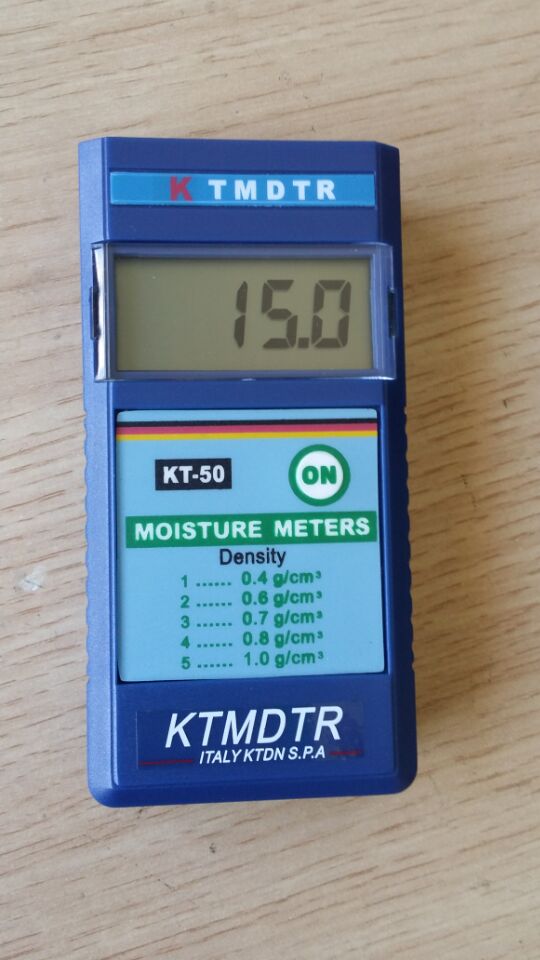 K TMDTR
15.0
KT-50
ON
MOISTURE METERS
Density
1 ...... 0.4 g/cm³
2 ...... 0.6 g/cm³
3 ...... 0.7 g/cm³
4 ...... 0.8 g/cm³
5 ...... 1.0 g/cm³
KTMDTR
ITALY KTDN S.P.A